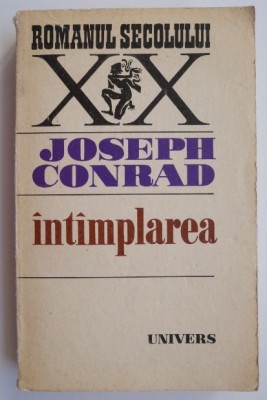 ROMANUL SECOLULUI
XX
JOSEPH
CONRAD
întîmplarea
UNIVERS